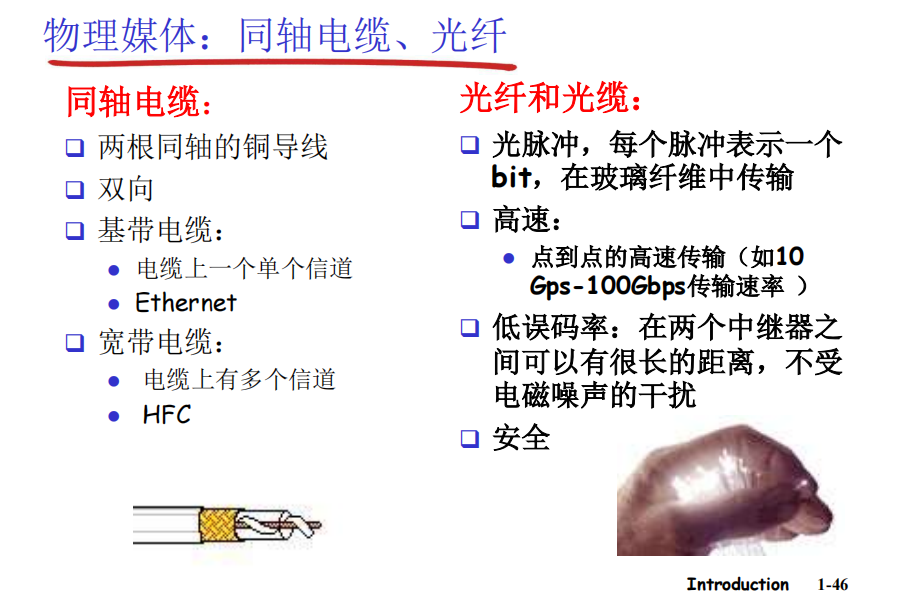 物理媒体：同轴电缆、光纤
同轴电缆:
两根同轴的铜导线
双向
基带电缆:
电缆上一个单个信道
Ethernet
宽带电缆:
电缆上有多个信道
HFC
光纤和光缆:
光脉冲，每个脉冲表示一个
bit，在玻璃纤维中传输
高速:
点到点的高速传输（如10
Gps-100Gbps传输速率 ）
低误码率：在两个中继器之
间可以有很长的距离，不受
电磁噪声的干扰
安全
Introduction 1-46